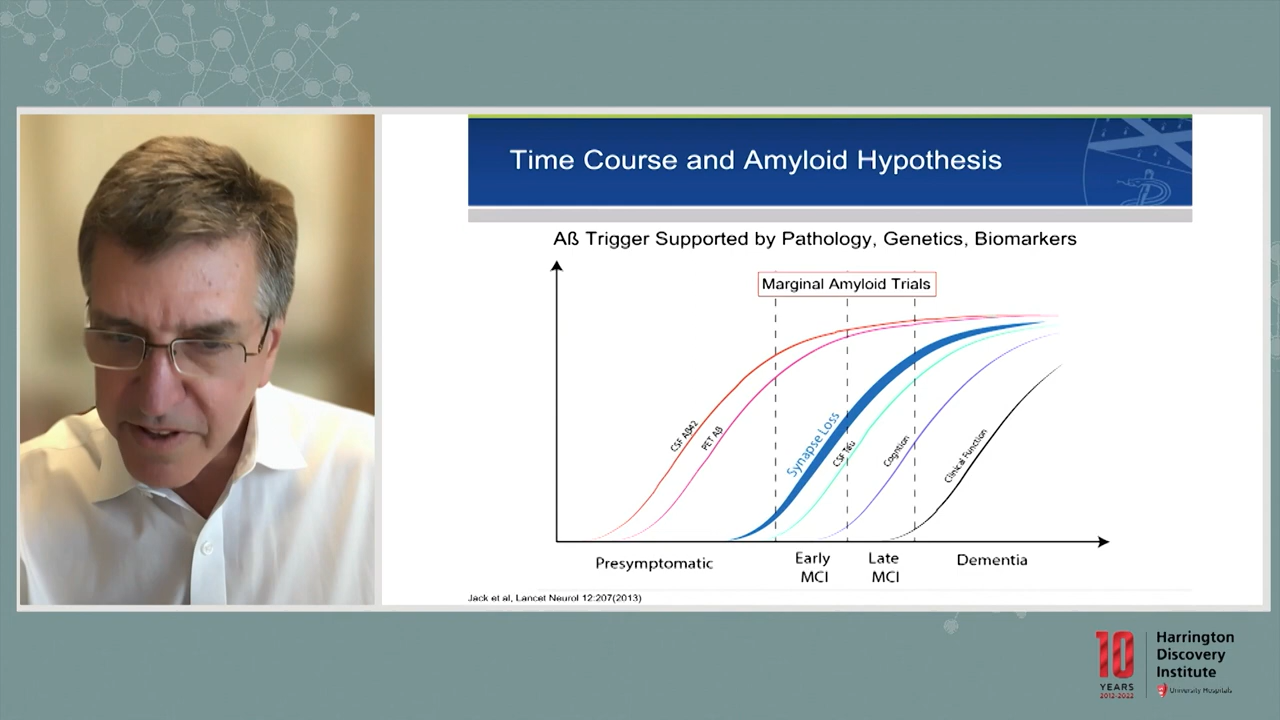 Time Course and Amyloid Hypothesis
Aß Trigger Supported by Pathology, Genetics, Biomarkers
Marginal Amyloid Trials
CSF Aβ42
PET Aβ
Synapse Loss
CSF Tau
Cognition
Clinical Function
Presymptomatic
Early
MCI
Late
MCI
Dementia
Jack et al, Lancet Neurol 12:207(2013)
10
YEARS
2012-2022
Harrington
Discovery
Institute
University Hospitals